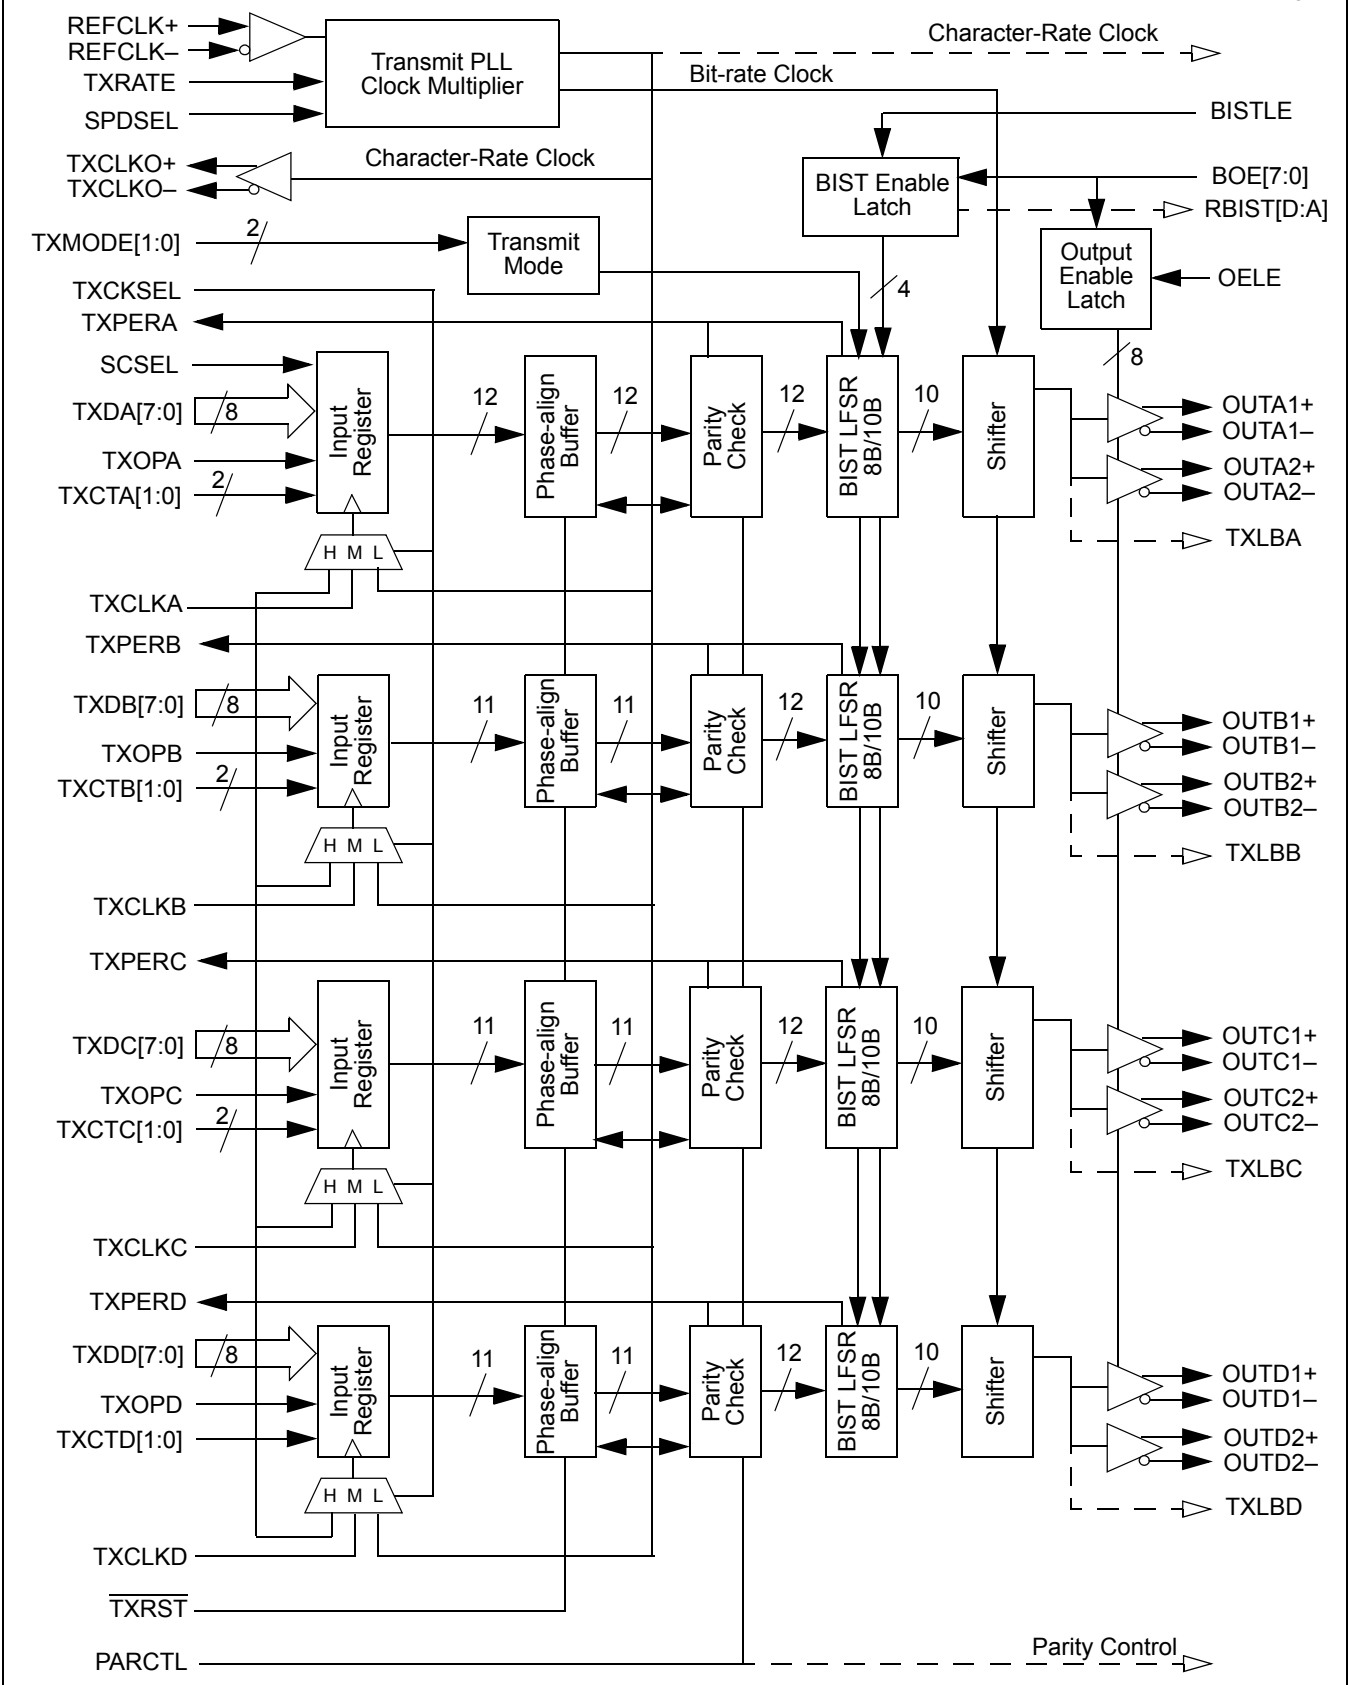 REFCLK+
REFCLK–
TXRATE
SPDSEL
Transmit PLL
Clock Multiplier
Character-Rate Clock
Bit-rate Clock
BISTLE
TXCLKO+
TXCLKO–
Character-Rate Clock
BIST Enable
Latch
BOE[7:0]
RBIST[D:A]
TXMODE[1:0]
2
Transmit
Mode
Output
Enable
Latch
OELE
4
8
TXCKSEL
TXPERA
SCSEL
TXDA[7:0]
8
TXOPA
TXCTA[1:0]
2
Input
Register
12
Phase-align
Buffer
12
Parity
Check
12
BIST LFSR
8B/10B
10
Shifter
OUTA1+
OUTA1–
OUTA2+
OUTA2–
TXLBA
H M L
TXCLKA
TXPERB
TXDB[7:0]
8
TXOPB
TXCTB[1:0]
2
Input
Register
11
Phase-align
Buffer
11
Parity
Check
12
BIST LFSR
8B/10B
10
Shifter
OUTB1+
OUTB1–
OUTB2+
OUTB2–
TXLBB
H M L
TXCLKB
TXPERC
TXDC[7:0]
8
TXOPC
TXCTC[1:0]
2
Input
Register
11
Phase-align
Buffer
11
Parity
Check
12
BIST LFSR
8B/10B
10
Shifter
OUTC1+
OUTC1–
OUTC2+
OUTC2–
TXLBC
H M L
TXCLKC
TXPERD
TXDD[7:0]
8
TXOPD
TXCTD[1:0]
Input
Register
11
Phase-align
Buffer
11
Parity
Check
12
BIST LFSR
8B/10B
10
Shifter
OUTD1+
OUTD1–
OUTD2+
OUTD2–
TXLBD
H M L
TXCLKD
TXRST
PARCTL
Parity Control